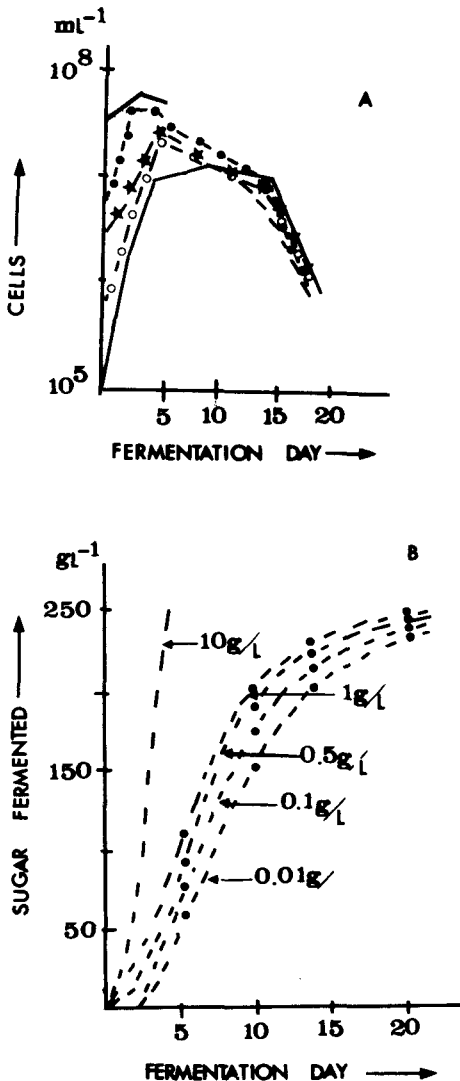 mL⁻¹
10⁸
A
CELLS
10⁵
5 10 15 20
FERMENTATION DAY
gL⁻¹
B
250
10g/L
1g/L
150
0.5g/L
0.1g/L
0.01g/
50
SUGAR FERMENTED
5 10 15 20
FERMENTATION DAY